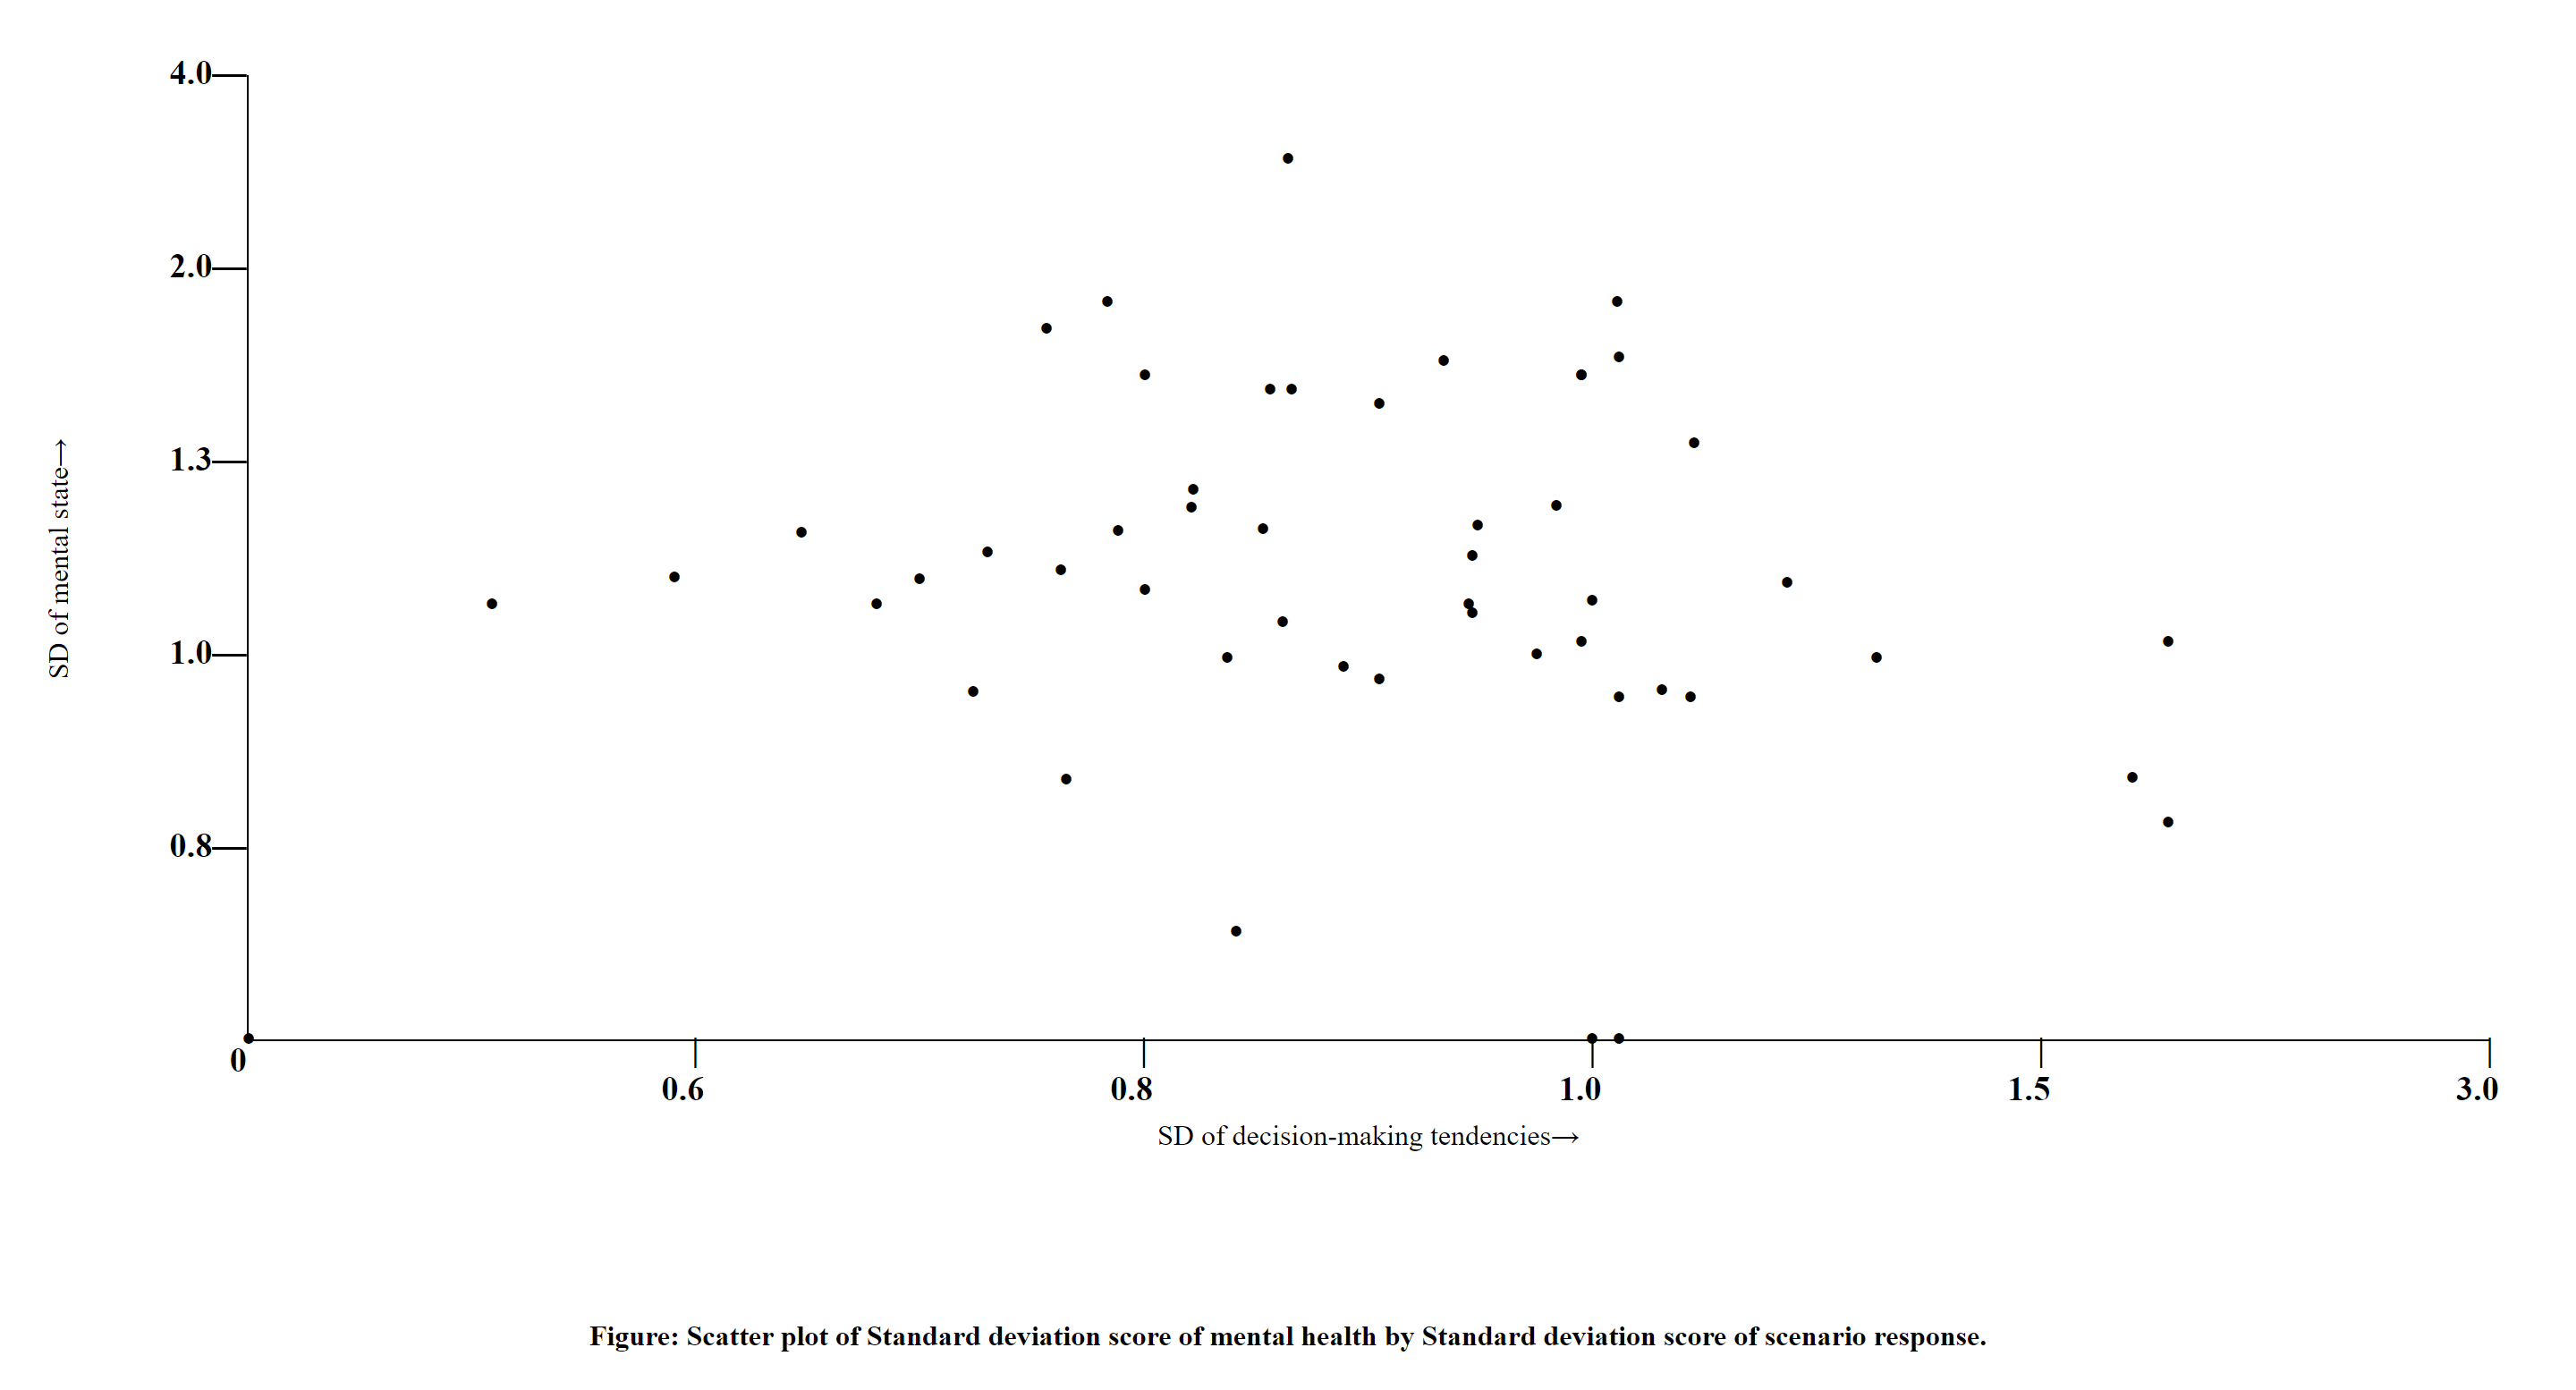 4.0
2.0
1.3
1.0
0.8
0
SD of mental state→
0.6 0.8 1.0 1.5 3.0
SD of decision-making tendencies→
Figure: Scatter plot of Standard deviation score of mental health by Standard deviation score of scenario response.